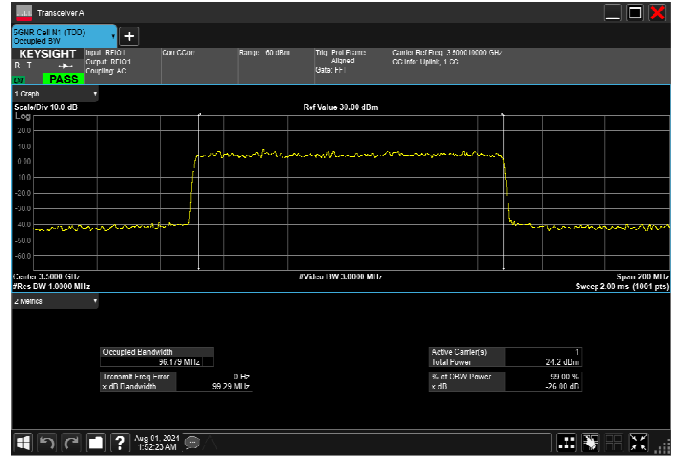 Transceiver A
5GNR Cell N1 (TDD)
Occupied BW
+
KEYSIGHT
R T
PASS
Input: RFIO1
Output: RFIO1
Coupling: AC
Corr CCorr
Range: -60 dBm
Trig: Prot Frame
Aligned
Gate: FFT
Carrier Ref Freq: 3.500010000 GHz
CC Info: Uplink, 1 CC
1 Graph
Scale/Div 10.0 dB
Ref Value 30.00 dBm
Log
20.0
10.0
0.00
-10.0
-20.0
-30.0
-40.0
-50.0
-60.0
Center 3.5000 GHz
#Video BW 3.0000 MHz
Span 200 MHz
#Res BW 1.0000 MHz
Sweep 2.00 ms (1001 pts)
2 Metrics
Occupied Bandwidth
96.179 MHz
Transmit Freq Error
0 Hz
x dB Bandwidth
99.29 MHz
Active Carrier(s)
1
Total Power
24.2 dBm
% of OBW Power
99.00 %
x dB
-26.00 dB
?
Aug 01, 2024
1:52:23 AM